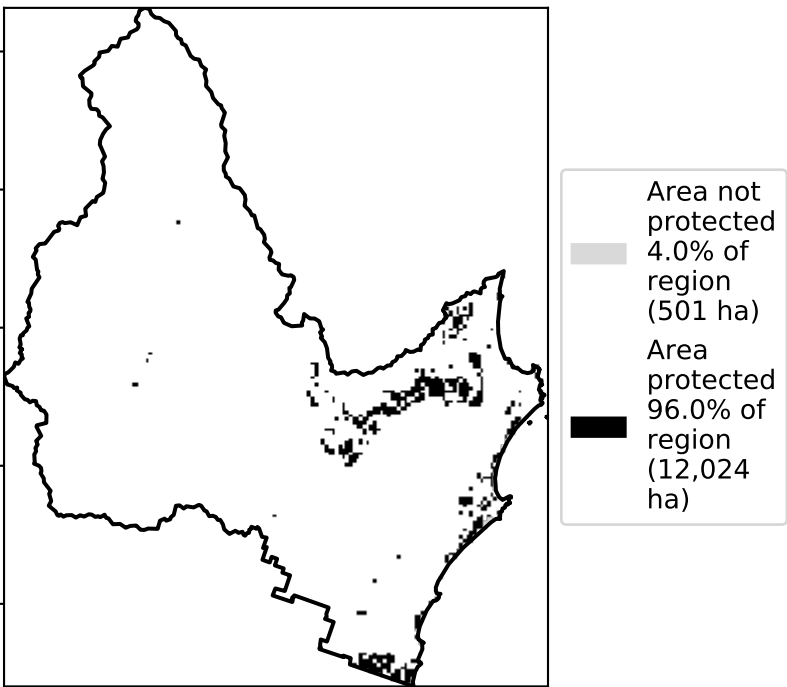 Area not
protected
4.0% of
region
(501 ha)
Area
protected
96.0% of
region
(12,024
ha)